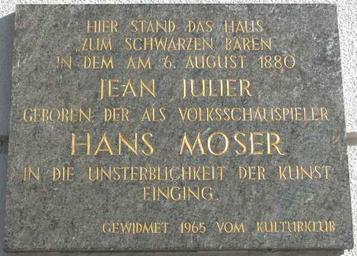 HIER STAND DAS HAUS
ZUM SCHWARZEN BÄREN
IN DEM AM 6. AUGUST 1880
JEAN JULIER
GEBOREN, DER ALS VOLKSSCHAUSPIELER
HANS MOSER
IN DIE UNSTERBLICHKEIT DER KUNST
EINGING.
GEWIDMET 1965 VOM KULTURKLUB